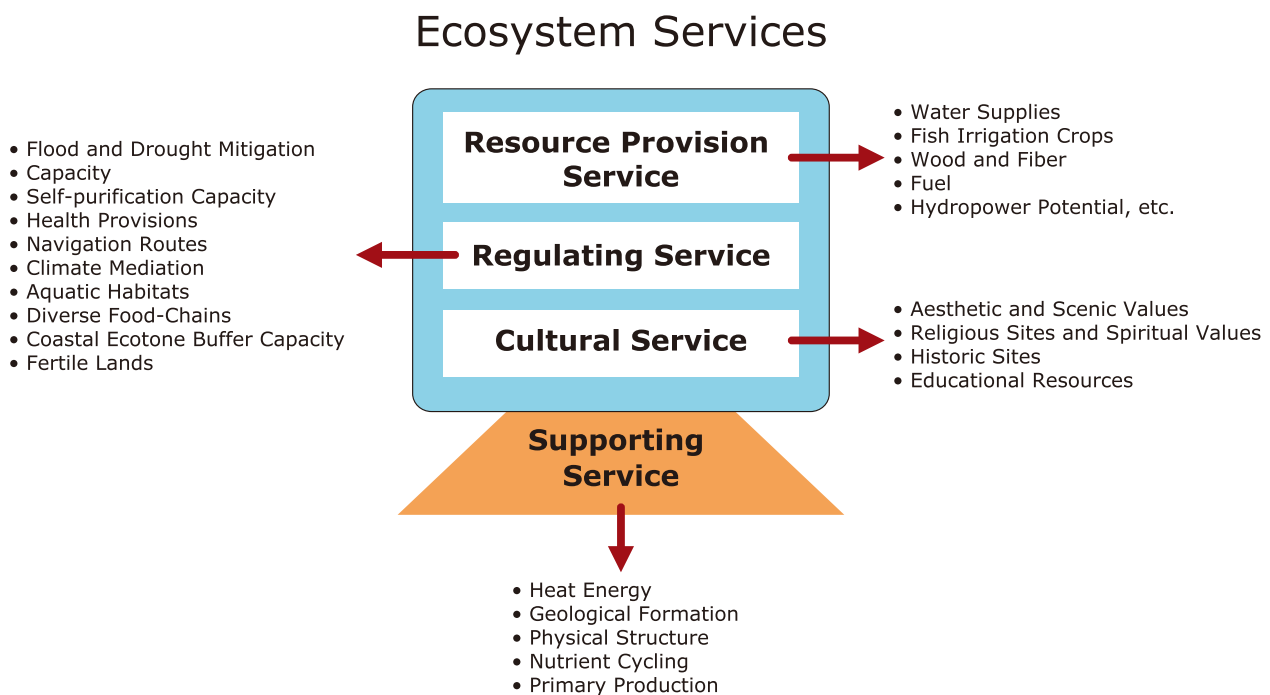 Ecosystem Services
Resource Provision
Service
• Water Supplies
• Fish Irrigation Crops
• Wood and Fiber
• Fuel
• Hydropower Potential, etc.
Regulating Service
• Flood and Drought Mitigation
• Capacity
• Self-purification Capacity
• Health Provisions
• Navigation Routes
• Climate Mediation
• Aquatic Habitats
• Diverse Food-Chains
• Coastal Ecotone Buffer Capacity
• Fertile Lands
Cultural Service
• Aesthetic and Scenic Values
• Religious Sites and Spiritual Values
• Historic Sites
• Educational Resources
Supporting
Service
• Heat Energy
• Geological Formation
• Physical Structure
• Nutrient Cycling
• Primary Production